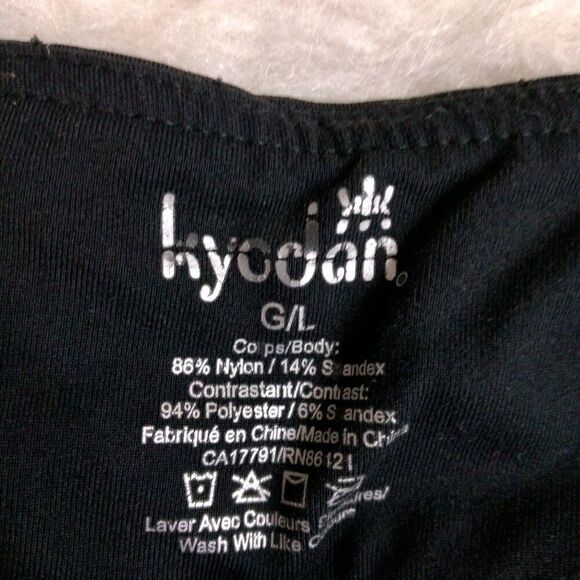 kyodan
G/L
Co ps/Body:
86% Nylon / 14% S andex
Contrastant/Contrast:
94% Polyester / 6% S andex
Fabriqué en Chine/Made in China
CA17791/RN86121
Laver Avec Couleurs
Wash With Like